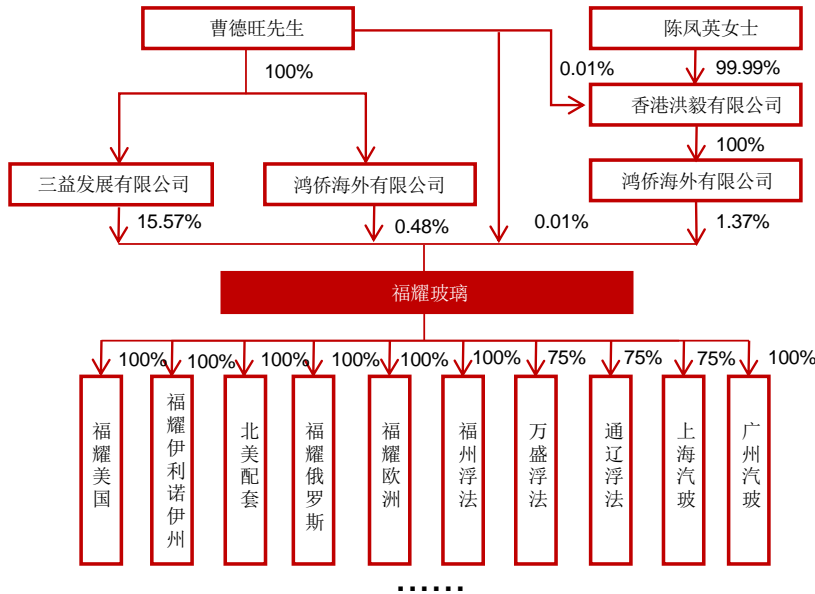 曹德旺先生
陈凤英女士
100%
0.01%
99.99%
香港洪毅有限公司
100%
三益发展有限公司
鸿侨海外有限公司
鸿侨海外有限公司
15.57%
0.48%
0.01%
1.37%
福耀玻璃
100%
100%
100%
100%
100%
100%
75%
75%
75%
100%
福耀美国
福耀伊利诺伊州
北美配套
福耀俄罗斯
福耀欧洲
福州浮法
万盛浮法
通辽浮法
上海汽玻
广州汽玻
······